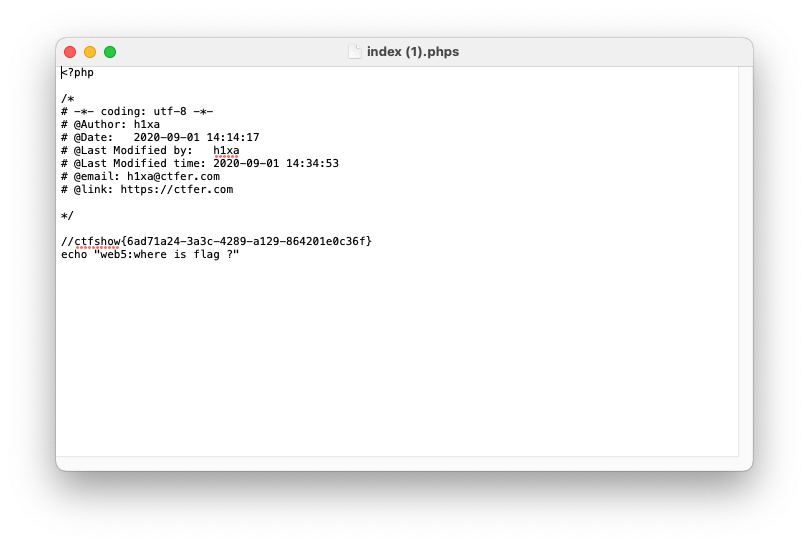 index (1).phps
<?php
/*
# -*- coding: utf-8 -*-
# @Author: h1xa
# @Date:   2020-09-01 14:14:17
# @Last Modified by:   h1xa
# @Last Modified time: 2020-09-01 14:34:53
# @email: h1xa@ctfer.com
# @link: https://ctfer.com
*/
//ctfshow{6ad71a24-3a3c-4289-a129-864201e0c36f}
echo "web5:where is flag ?"